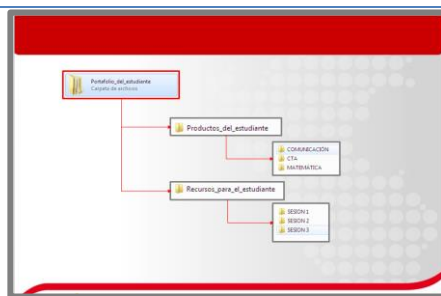 Portafolio_del_estudiante
Carpeta de archivos
Productos_del_estudiante
COMUNICACIÓN
CTA
MATEMÁTICA
Recursos_para_el_estudiante
SESION 1
SESION 2
SESION 3